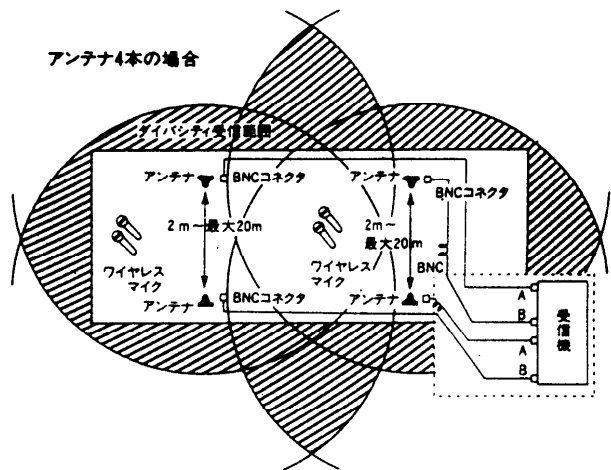 アンテナ4本の場合
ダイバシティ受信範囲
アンテナ
BNCコネクタ
アンテナ
BNCコネクタ
2m～最大20m
2m～
最大20m
ワイヤレス
マイク
ワイヤレス
マイク
BNC
アンテナ
BNCコネクタ
アンテナ
A
B
A
B
受信機